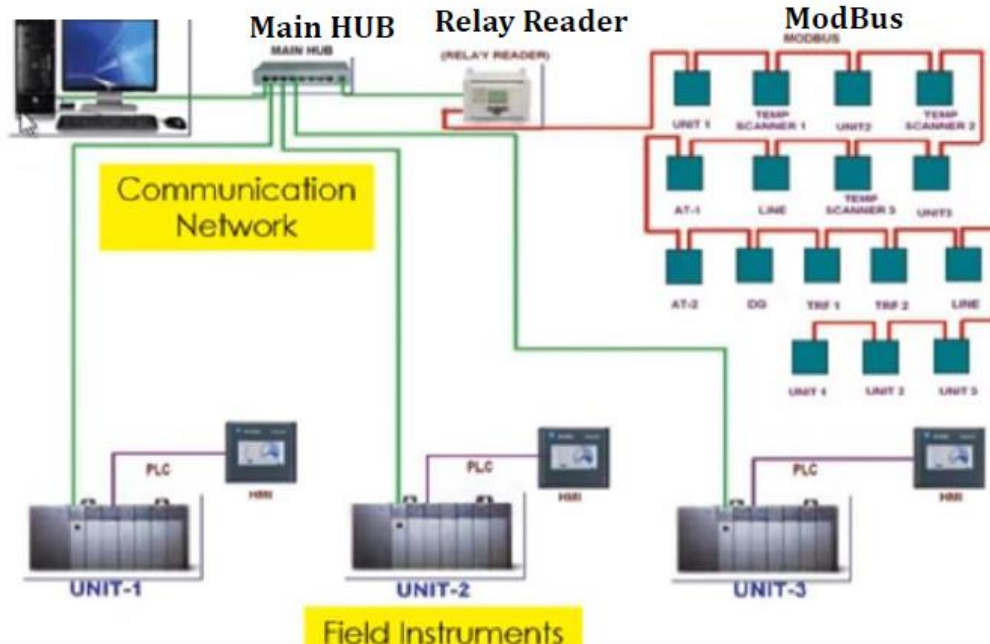 Main HUB
Relay Reader
ModBus
MAIN HUB
(RELAY READER)
MODBUS
UNIT 1
TEMP
SCANNER 1
UNIT2
TEMP
SCANNER 2
Communication
Network
AT-1
LINE
TEMP
SCANNER 3
UNIT3
AT-2
DG
TRF 1
TRF 2
LINE
UNIT 1
UNIT 2
UNIT 3
PLC
HMI
PLC
HMI
PLC
HMI
UNIT-1
UNIT-2
UNIT-3
Field Instruments